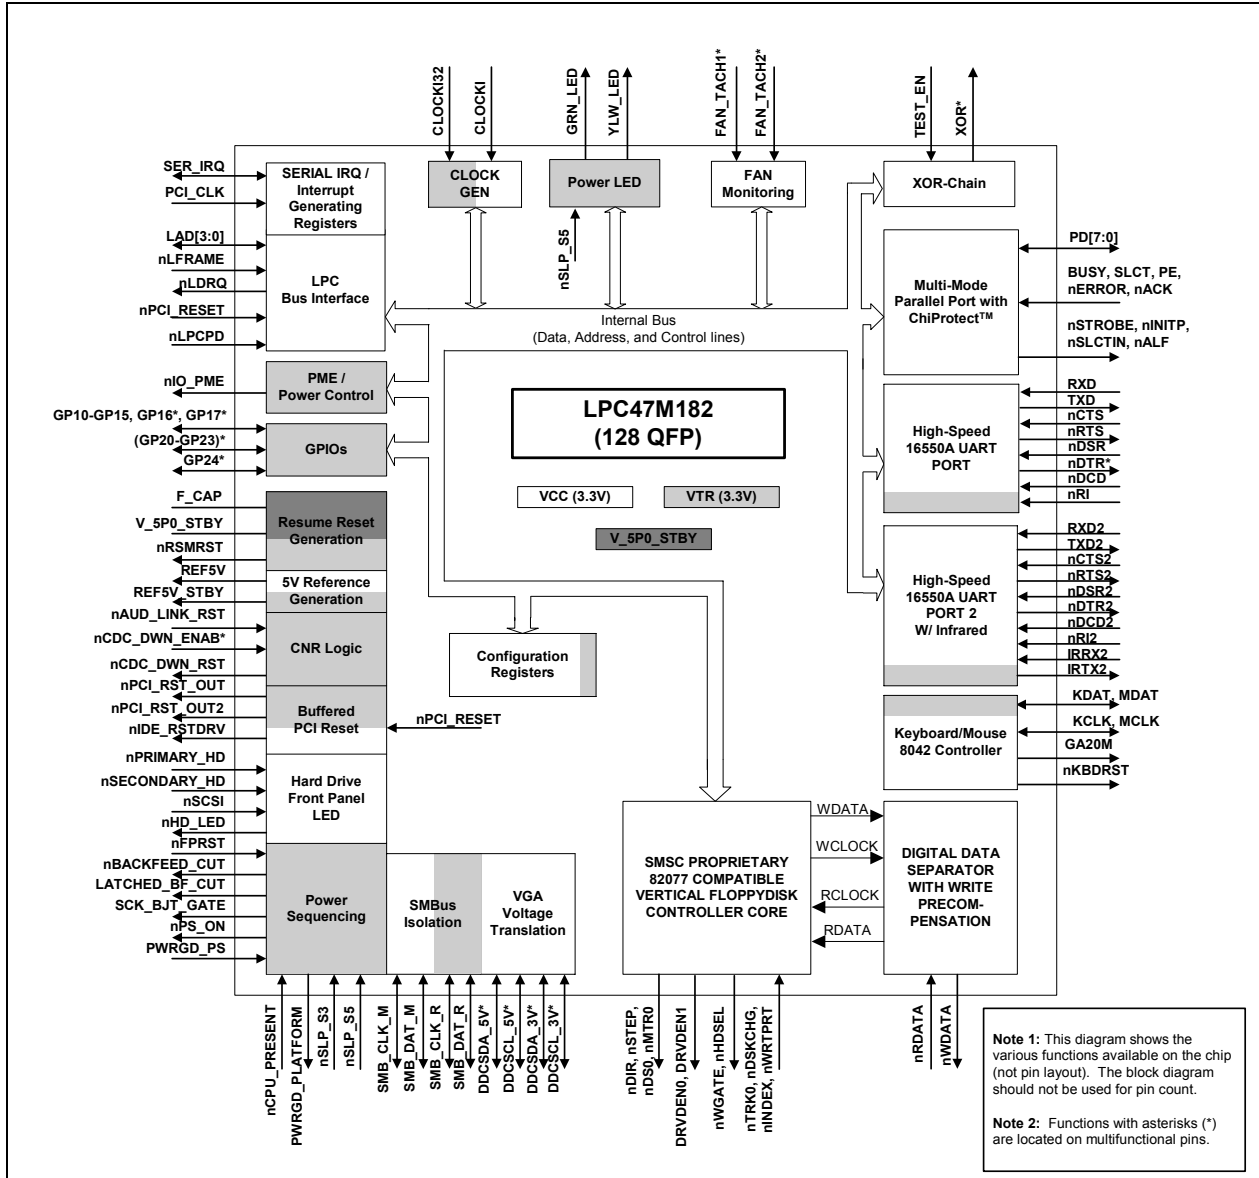 CLOCKI32
CLOCKI
GRN_LED
YLW_LED
FAN_TACH1*
FAN_TACH2*
TEST_EN
XOR*
SER_IRQ
PCI_CLK
LAD[3:0]
nLFRAME
nLDRQ
nPCI_RESET
nLPCPD
nIO_PME
GP10-GP15, GP16*, GP17*
(GP20-GP23)*
GP24*
F_CAP
V_5P0_STBY
nRSMRST
REF5V
REF5V_STBY
nAUD_LINK_RST
nCDC_DWN_ENAB*
nCDC_DWN_RST
nPCI_RST_OUT
nPCI_RST_OUT2
nIDE_RSTDRV
nPRIMARY_HD
nSECONDARY_HD
nSCSI
nHD_LED
nFPRST
nBACKFEED_CUT
LATCHED_BF_CUT
SCK_BJT_GATE
nPS_ON
PWRGD_PS
SERIAL IRQ /
Interrupt
Generating
Registers
LPC
Bus Interface
PME /
Power Control
GPIOs
Resume Reset
Generation
5V Reference
Generation
CNR Logic
Buffered
PCI Reset
nPCI_RESET
Hard Drive
Front Panel
LED
Power
Sequencing
SMBus
Isolation
VGA
Voltage
Translation
CLOCK
GEN
Power LED
nSLP_S5
FAN
Monitoring
XOR-Chain
Internal Bus
(Data, Address, and Control lines)
LPC47M182
(128 QFP)
VCC (3.3V)
VTR (3.3V)
V_5P0_STBY
Configuration
Registers
Multi-Mode
Parallel Port with
ChiProtect™
High-Speed
16550A UART
PORT
High-Speed
16550A UART
PORT 2
W/ Infrared
Keyboard/Mouse
8042 Controller
SMSC PROPRIETARY
82077 COMPATIBLE
VERTICAL FLOPPYDISK
CONTROLLER CORE
WDATA
WCLOCK
RCLOCK
RDATA
DIGITAL DATA
SEPARATOR
WITH WRITE
PRECOM-
PENSATION
PD[7:0]
BUSY, SLCT, PE,
nERROR, nACK
nSTROBE, nINITP,
nSLCTIN, nALF
RXD
TXD
nCTS
nRTS
nDSR
nDTR*
nDCD
nRI
RXD2
TXD2
nCTS2
nRTS2
nDSR2
nDTR2
nDCD2
nRI2
IRRX2
IRTX2
KDAT, MDAT
KCLK, MCLK
GA20M
nKBDRST
nCPU_PRESENT
PWRGD_PLATFORM
nSLP_S3
nSLP_S5
SMB_CLK_M
SMB_DAT_M
SMB_CLK_R
SMB_DAT_R
DDCSDA_5V*
DDCSCL_5V*
DDCSDA_3V*
DDCSCL_3V*
nDIR, nSTEP,
nDS0, nMTR0
DRVDEN0, DRVDEN1
nWGATE, nHDSEL
nTRK0, nDSKCHG,
nINDEX, nWRTPRT
nRDATA
nWDATA
Note 1: This diagram shows the
various functions available on the chip
(not pin layout). The block diagram
should not be used for pin count.
Note 2: Functions with asterisks (*)
are located on multifunctional pins.